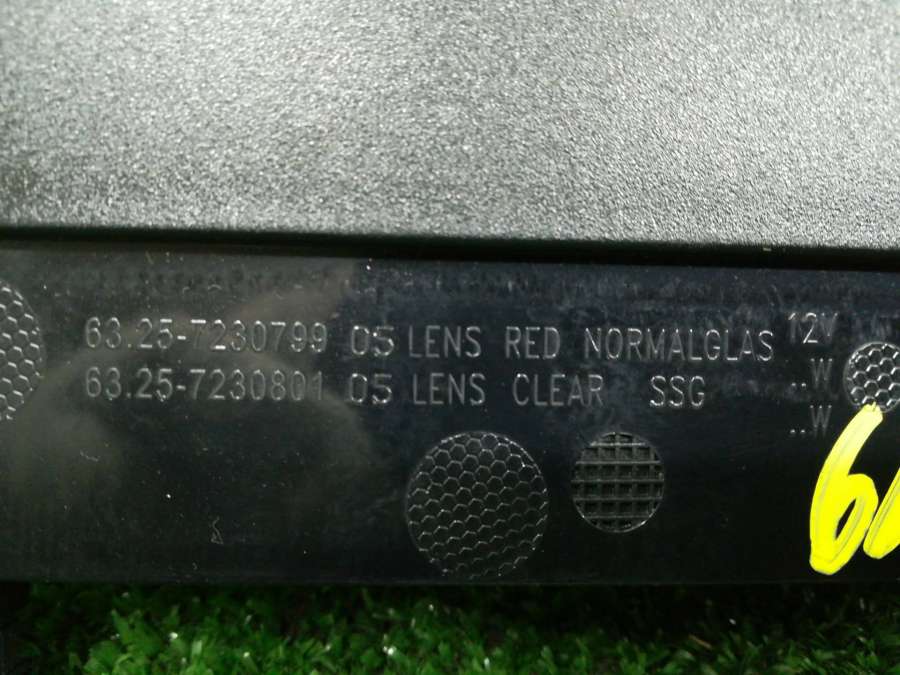 63.25-7230799 05 LENS RED NORMALGLAS 12V
63.25-7230801 05 LENS CLEAR SSG ..W
..W